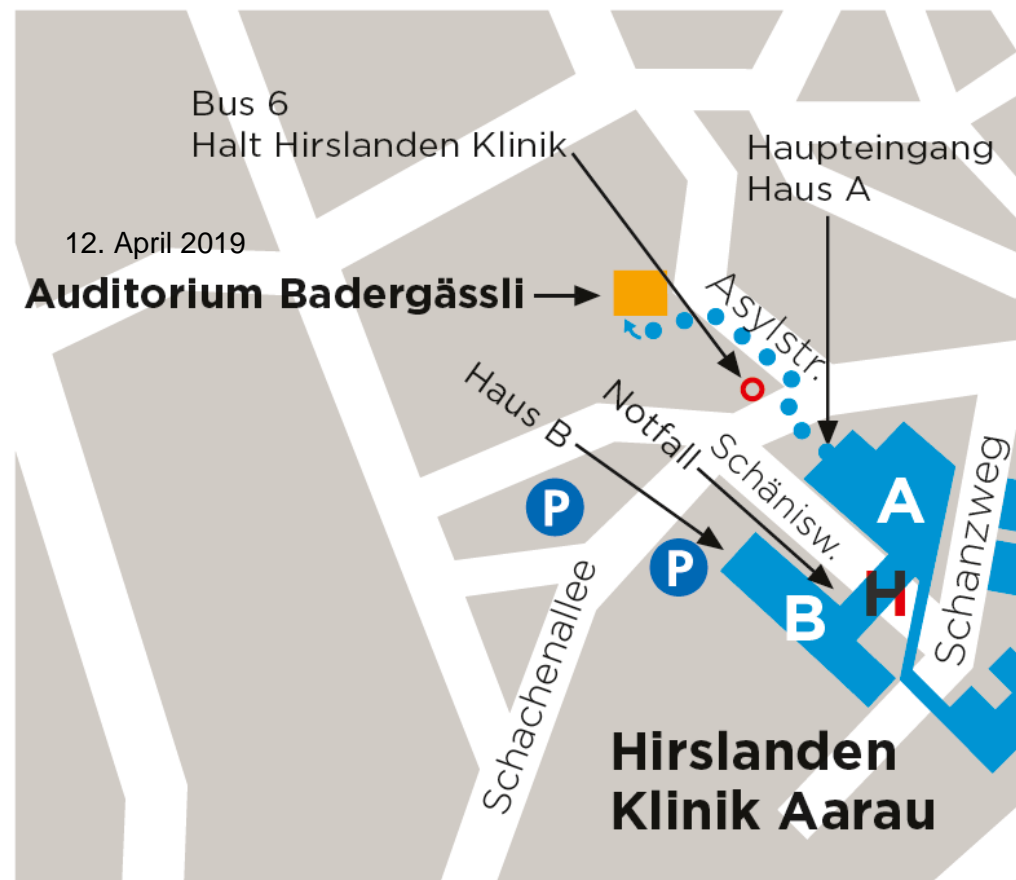 Bus 6
Halt Hirslanden Klinik
Haupteingang
Haus A
12. April 2019
Auditorium Badergässli
Asylstr.
Haus B
Notfall
Schänisw.
P
P
A
B
H
Schanzweg
Schachenallee
Hirslanden
Klinik Aarau